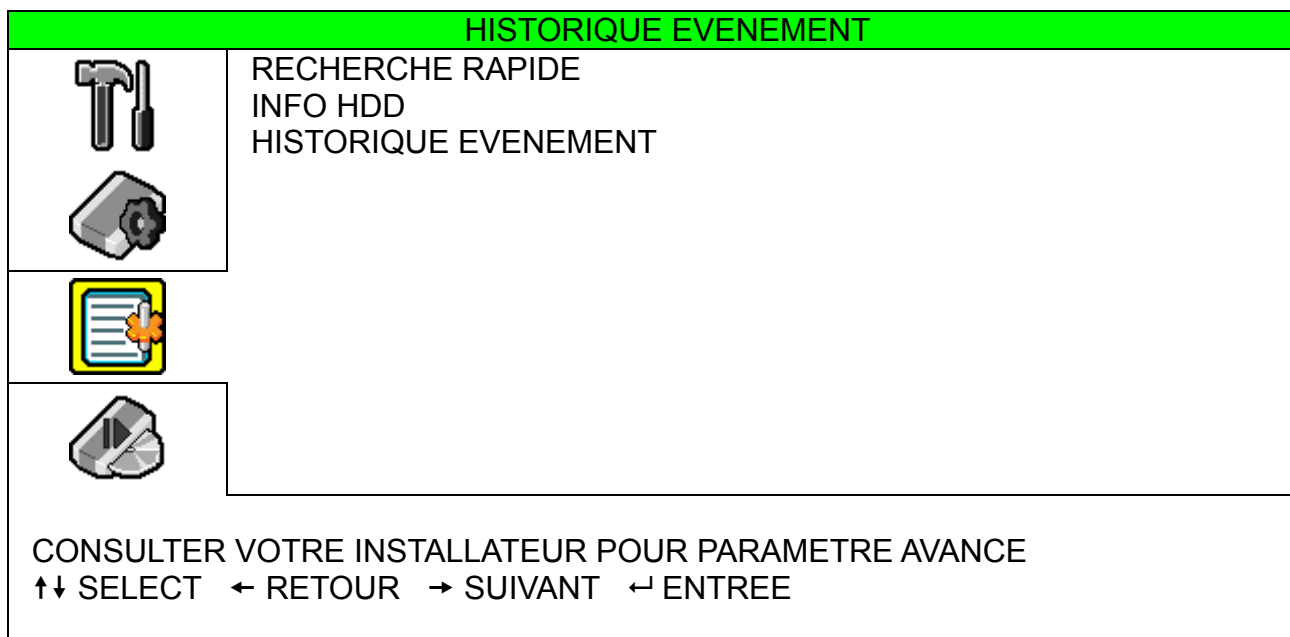 HISTORIQUE EVENEMENT
RECHERCHE RAPIDE
INFO HDD
HISTORIQUE EVENEMENT
CONSULTER VOTRE INSTALLATEUR POUR PARAMETRE AVANCE
↑↓ SELECT ← RETOUR → SUIVANT ↵ ENTREE